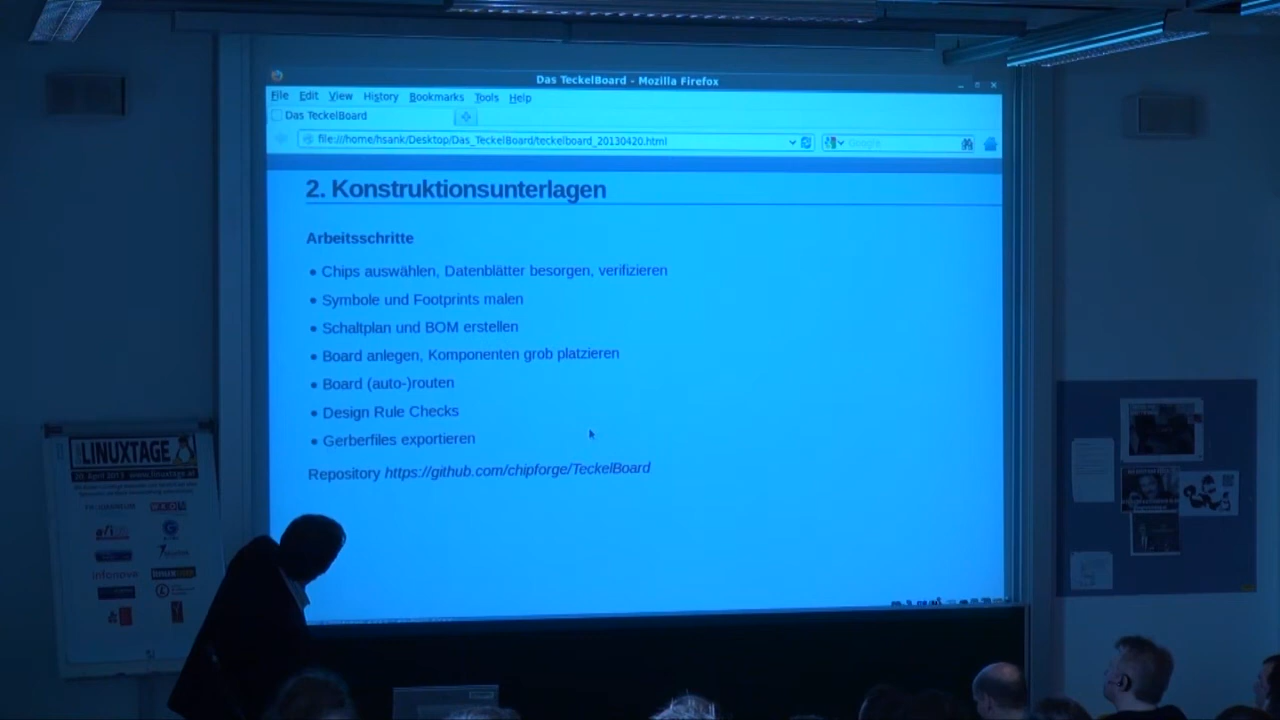 Das TeckelBoard - Mozilla Firefox
File Edit View History Bookmarks Tools Help
Das TeckelBoard
file:///home/hsank/Desktop/Das_TeckelBoard/teckelboard_20130420.html
Google
2. Konstruktionsunterlagen
Arbeitsschritte
• Chips auswählen, Datenblätter besorgen, verifizieren
• Symbole und Footprints malen
• Schaltplan und BOM erstellen
• Board anlegen, Komponenten grob platzieren
• Board (auto-)routen
• Design Rule Checks
• Gerberfiles exportieren
Repository https://github.com/chipforge/TeckelBoard
LINUXTAGE
infonova